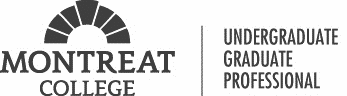 MONTREAT
COLLEGE
UNDERGRADUATE
GRADUATE
PROFESSIONAL